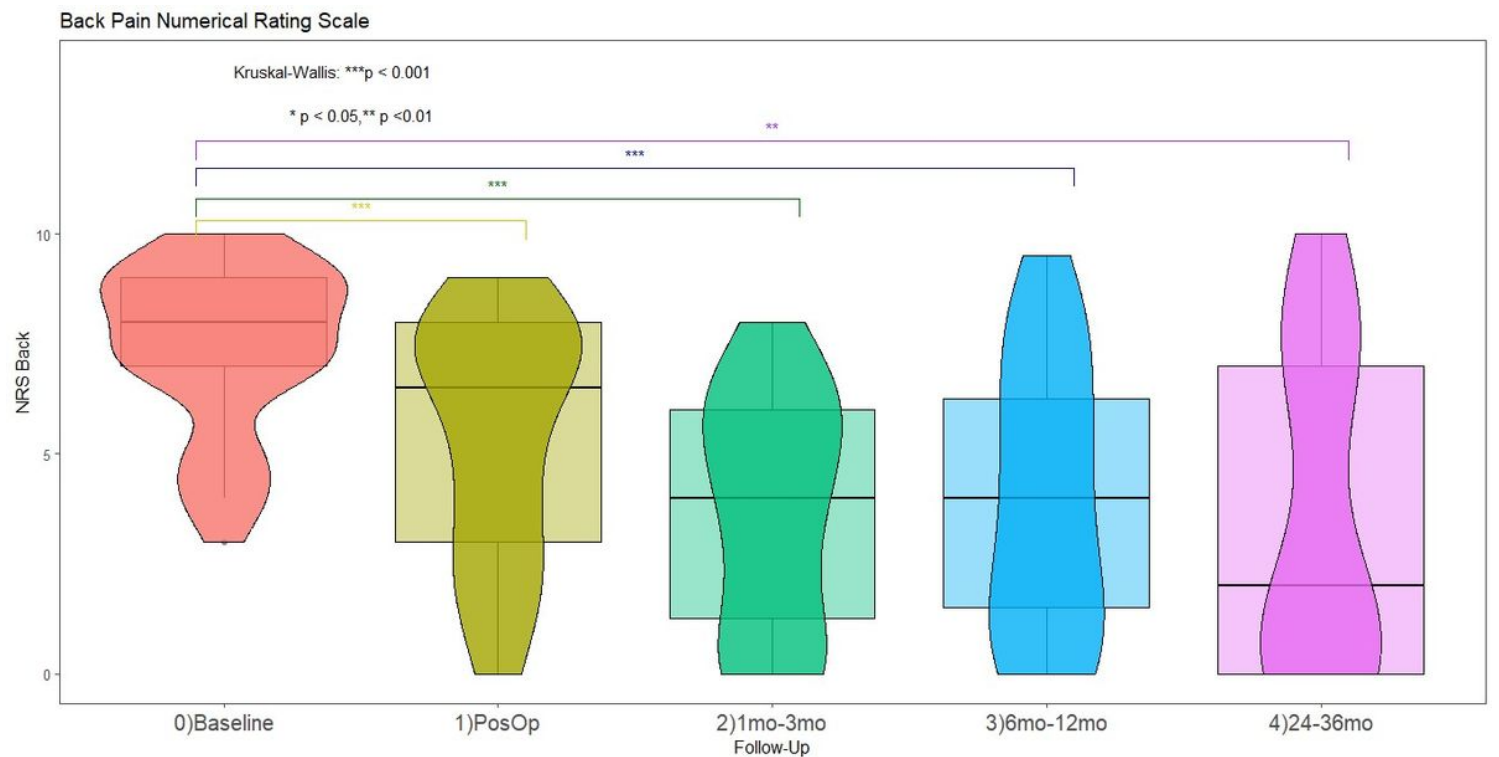 Back Pain Numerical Rating Scale
Kruskal-Wallis: ***p < 0.001
* p < 0.05,** p <0.01
**
***
***
***
10
5
0
NRS Back
0)Baseline 1)PosOp 2)1mo-3mo 3)6mo-12mo 4)24-36mo
Follow-Up